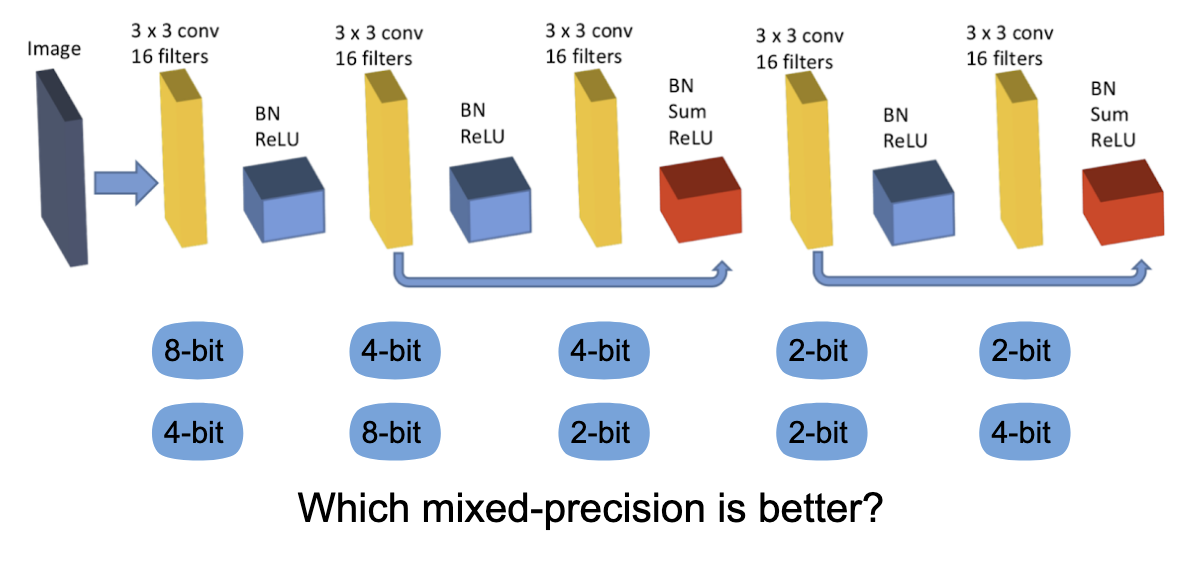 Image
3 x 3 conv
16 filters
BN
ReLU
3 x 3 conv
16 filters
BN
ReLU
3 x 3 conv
16 filters
BN
Sum
ReLU
3 x 3 conv
16 filters
BN
ReLU
3 x 3 conv
16 filters
BN
Sum
ReLU
8-bit 4-bit 4-bit 2-bit 2-bit
4-bit 8-bit 2-bit 2-bit 4-bit
Which mixed-precision is better?